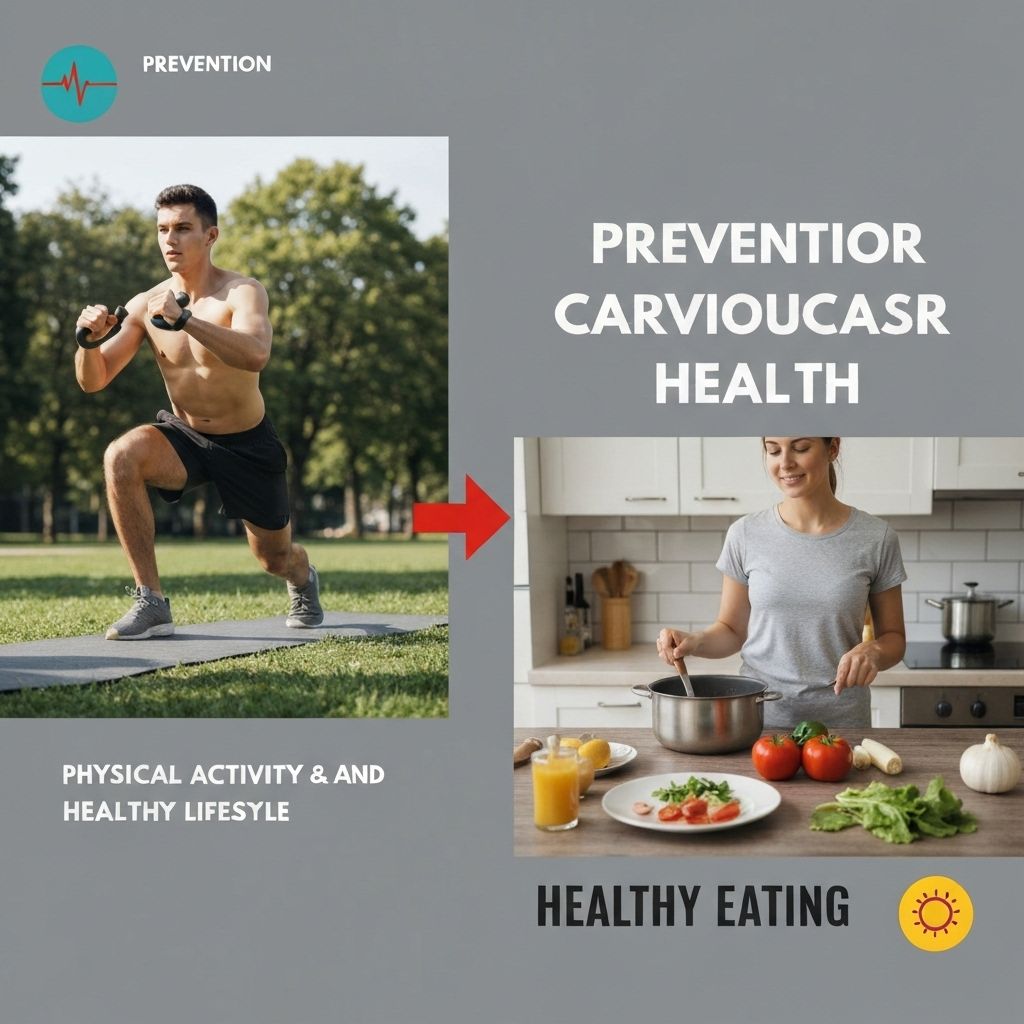 PREVENTION
PREVENTIOR
CARVIOUCASR
HEALTH
PHYSICAL ACTIVITY & AND
HEALTHY LIFESYLE
HEALTHY EATING